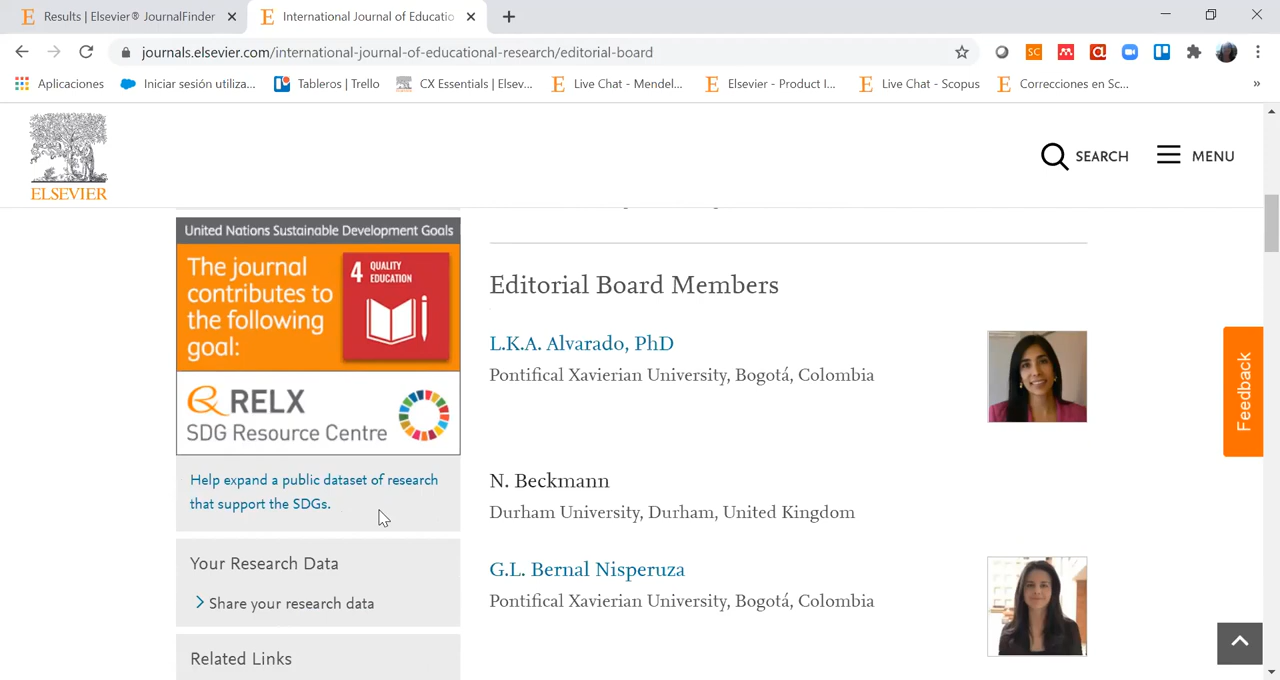 Results | Elsevier® JournalFinder
International Journal of Educatio
journals.elsevier.com/international-journal-of-educational-research/editorial-board
SC
Aplicaciones
Iniciar sesión utiliza...
Tableros | Trello
CX Essentials | Elsev...
Live Chat - Mendel...
Elsevier - Product I...
Live Chat - Scopus
Correcciones en Sc...
»
ELSEVIER
SEARCH
MENU
United Nations Sustainable Development Goals
The journal
contributes to
the following
goal:
4 QUALITY
EDUCATION
RELX
SDG Resource Centre
Help expand a public dataset of research
that support the SDGs.
Your Research Data
Share your research data
Related Links
Editorial Board Members
L.K.A. Alvarado, PhD
Pontifical Xavierian University, Bogotá, Colombia
N. Beckmann
Durham University, Durham, United Kingdom
G.L. Bernal Nisperuza
Pontifical Xavierian University, Bogotá, Colombia
Feedback